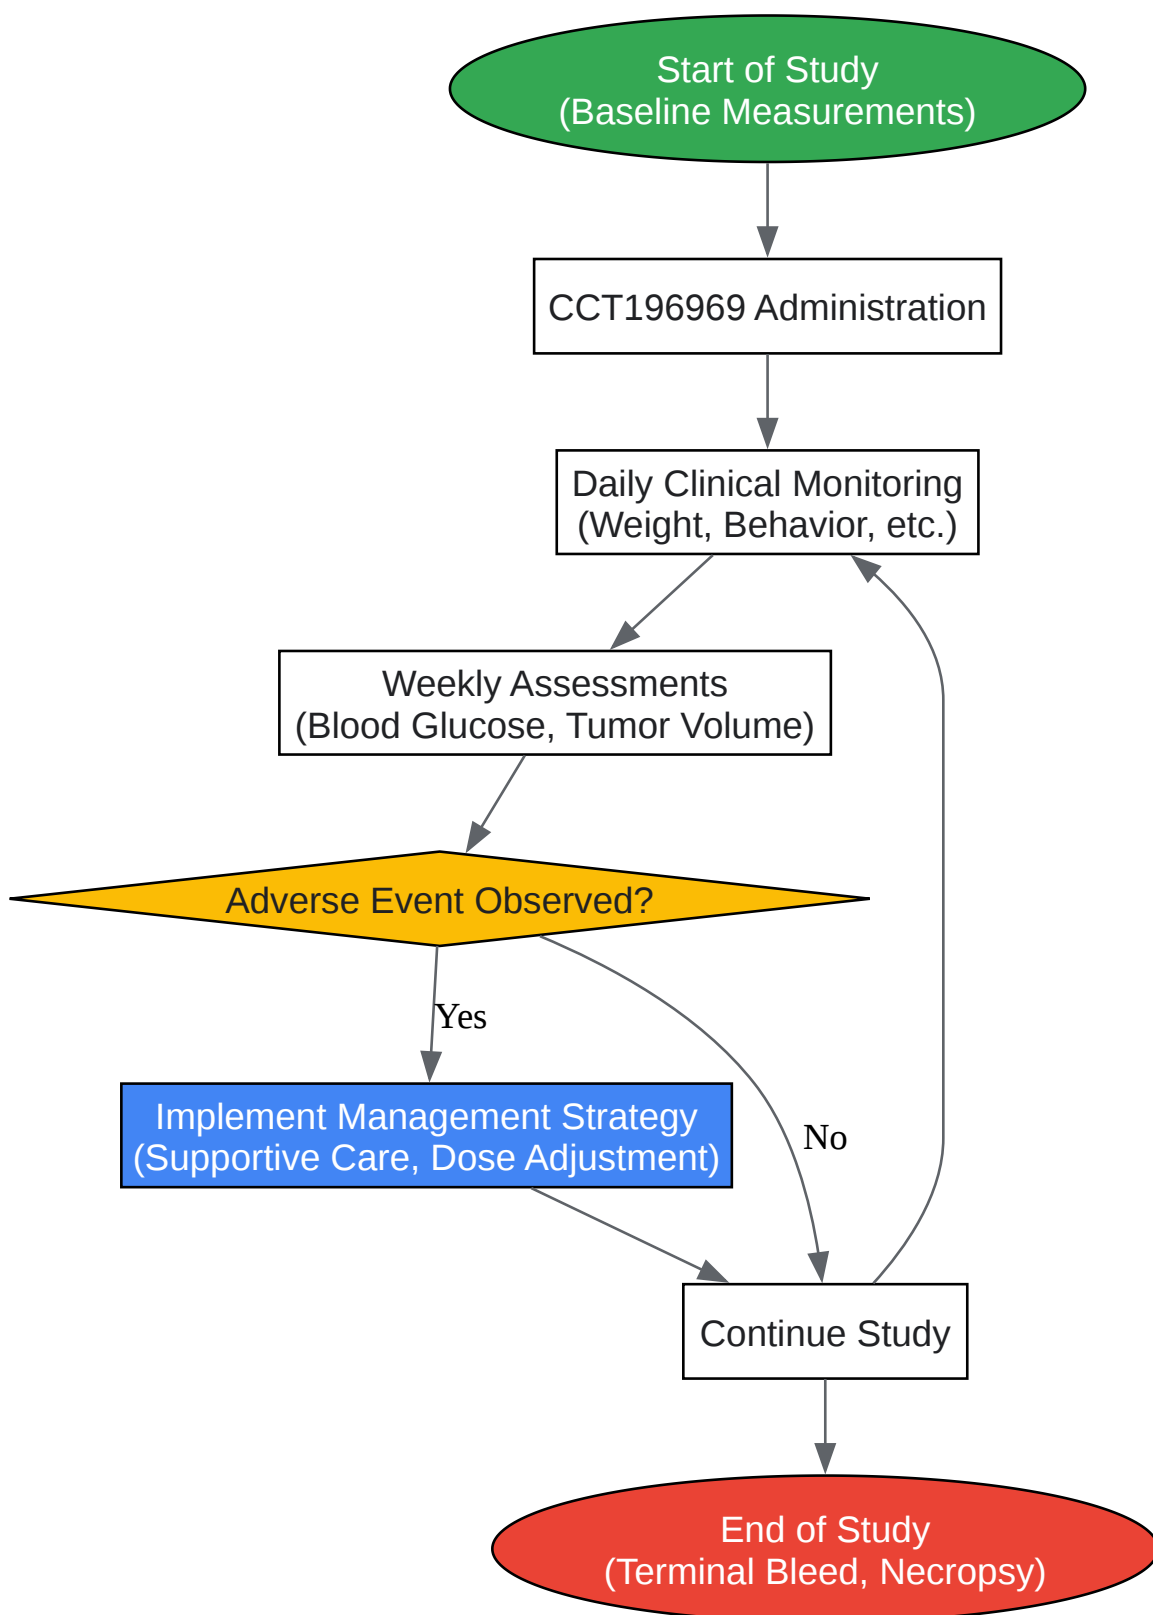 Start of Study
(Baseline Measurements)
CCT196969 Administration
Daily Clinical Monitoring
(Weight, Behavior, etc.)
Weekly Assessments
(Blood Glucose, Tumor Volume)
Adverse Event Observed?
Yes
Implement Management Strategy
(Supportive Care, Dose Adjustment)
No
Continue Study
End of Study
(Terminal Bleed, Necropsy)